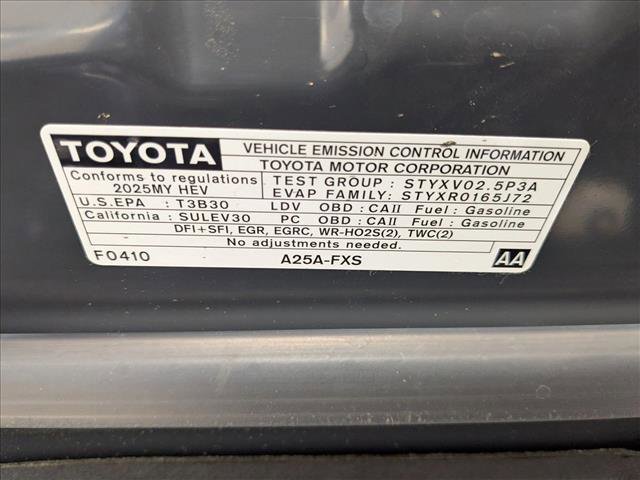 TOYOTA VEHICLE EMISSION CONTROL INFORMATION
TOYOTA MOTOR CORPORATION
Conforms to regulations TEST GROUP : STYXV02.5P3A
2025MY HEV EVAP FAMILY: STYXR0165J72
U.S.EPA : T3B30 LDV OBD : CAII Fuel : Gasoline
California : SULEV30 PC OBD : CAII Fuel : Gasoline
DFI+SFI, EGR, EGRC, WR-HO2S(2), TWC(2)
No adjustments needed.
F0410 A25A-FXS AA